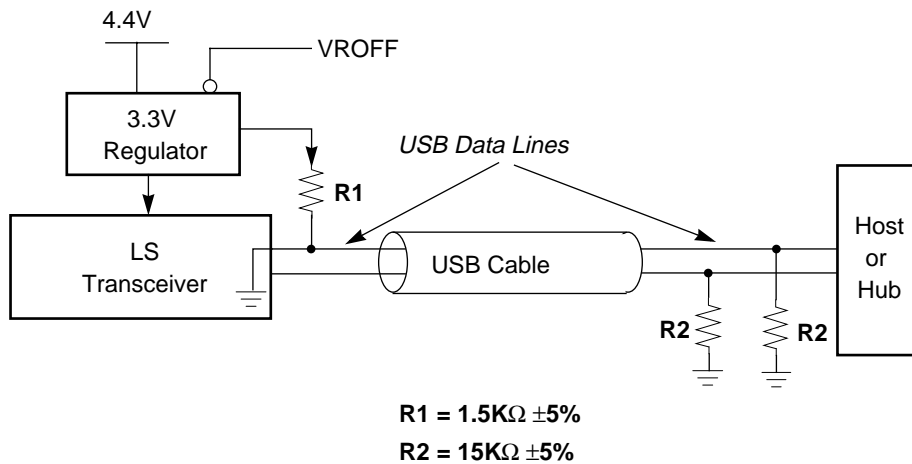 4.4V
VROFF
3.3V
Regulator
USB Data Lines
R1
LS
Transceiver
USB Cable
Host
or
Hub
R2
R2
R1 = 1.5KΩ ±5%
R2 = 15KΩ ±5%